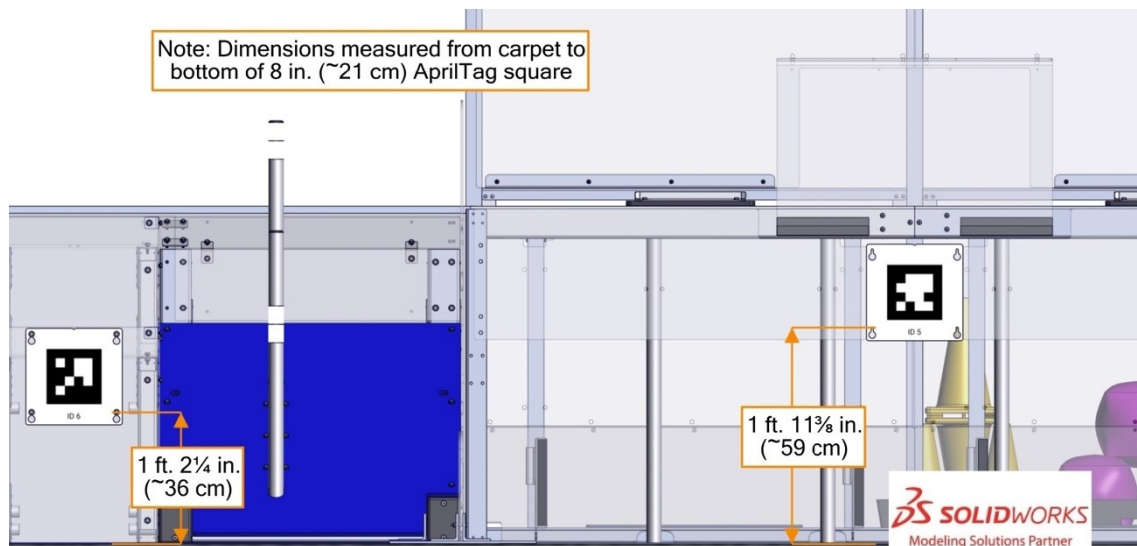 Note: Dimensions measured from carpet to
bottom of 8 in. (~21 cm) AprilTag square
ID 5
ID 6
1 ft. 11⅜ in.
(~59 cm)
1 ft. 2¼ in.
(~36 cm)
3S SOLIDWORKS
Modeling Solutions Partner